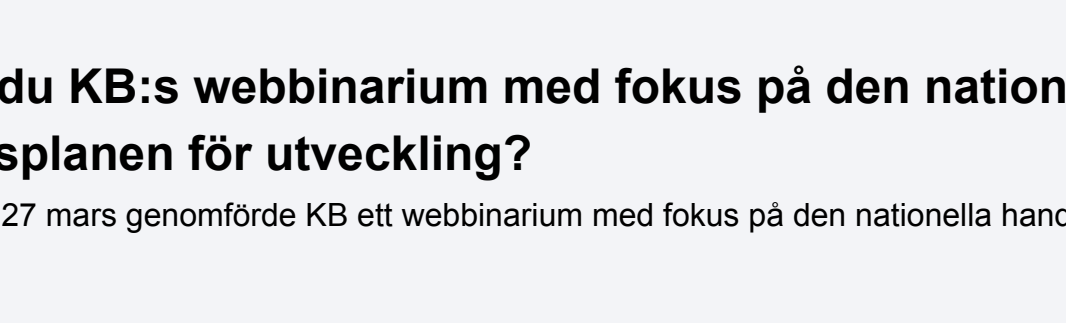 du KB:s webbinarium med fokus på den nation
splanen för utveckling?
27 mars genomförde KB ett webbinarium med fokus på den nationella hand